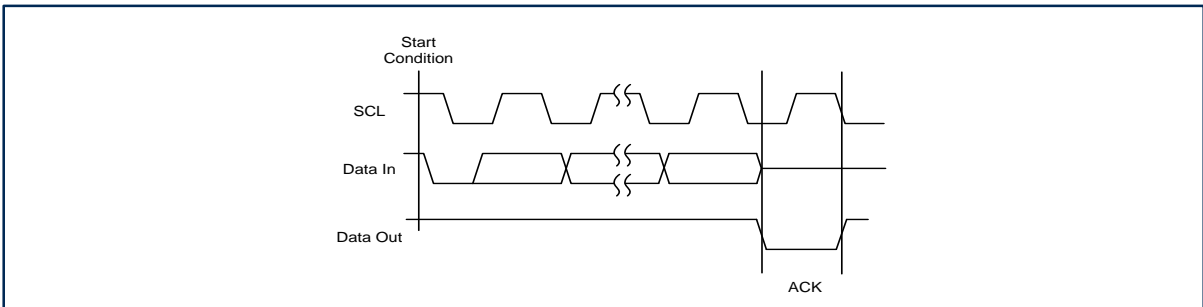 Start
Condition
SCL
Data In
Data Out
ACK